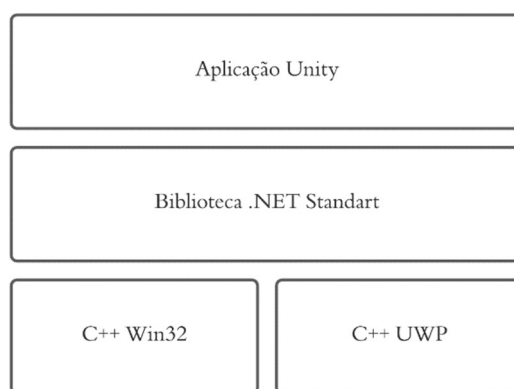 Aplicação Unity
Biblioteca .NET Standart
C++ Win32
C++ UWP